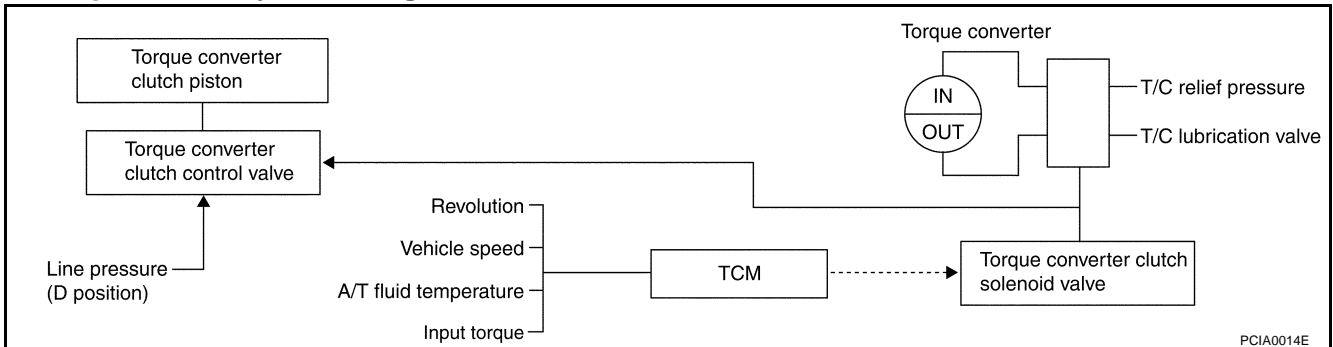 Torque converter
clutch piston
Torque converter
clutch control valve
Line pressure
(D position)
Revolution
Vehicle speed
A/T fluid temperature
Input torque
TCM
Torque converter
IN
OUT
T/C relief pressure
T/C lubrication valve
Torque converter clutch
solenoid valve
PCIA0014E